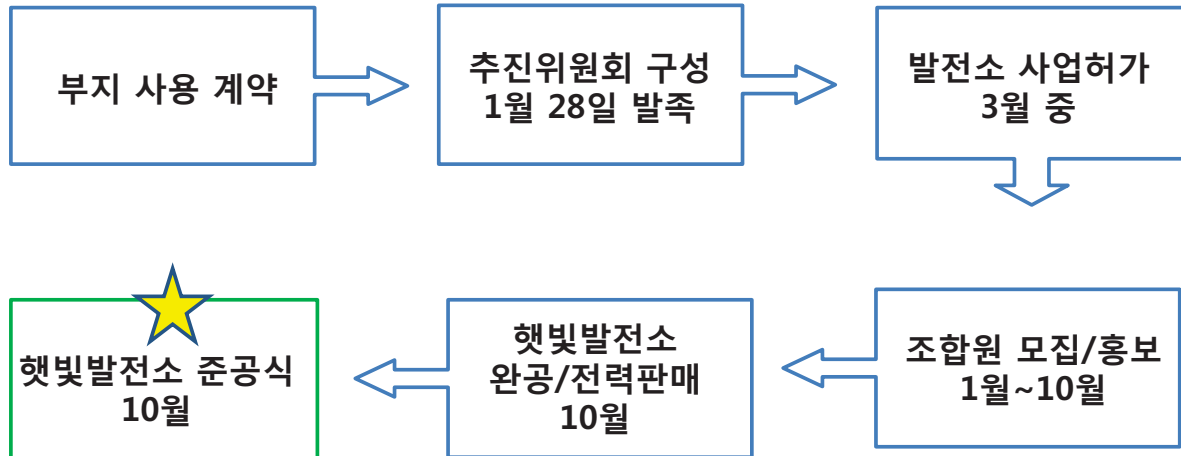 부지 사용 계약
추진위원회 구성
1월 28일 발족
발전소 사업허가
3월 중
조합원 모집/홍보
1월~10월
햇빛발전소
완공/전력판매
10월
햇빛발전소 준공식
10월